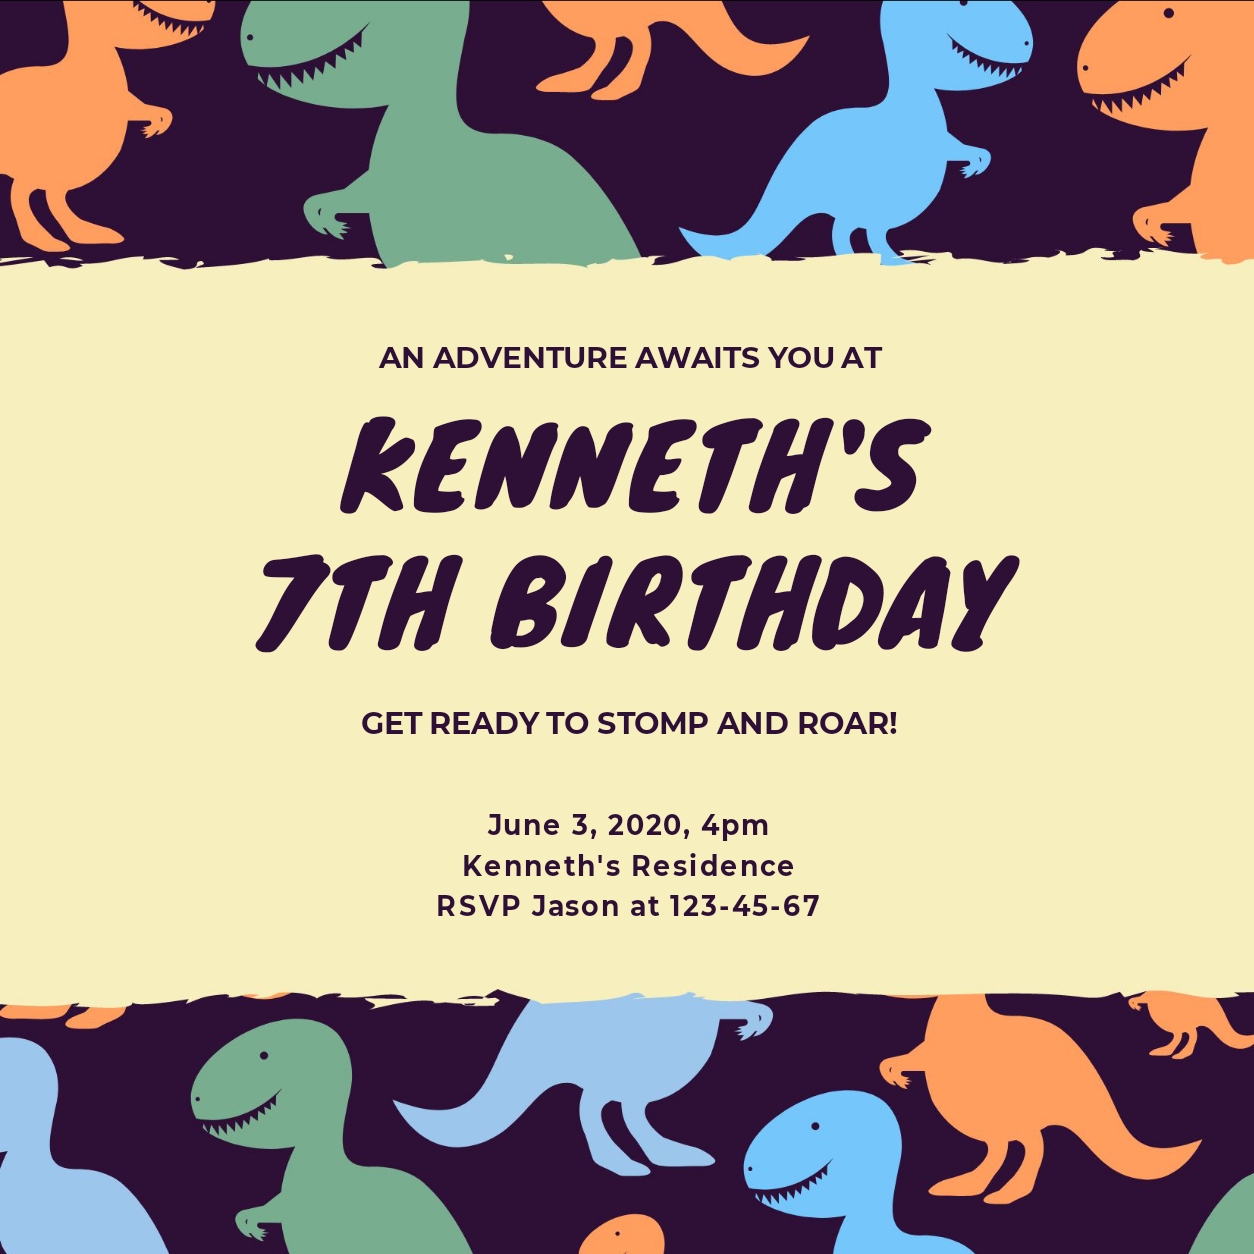 AN ADVENTURE AWAITS YOU AT
KENNETH'S
7TH BIRTHDAY
GET READY TO STOMP AND ROAR!
June 3, 2020, 4pm
Kenneth's Residence
RSVP Jason at 123-45-67